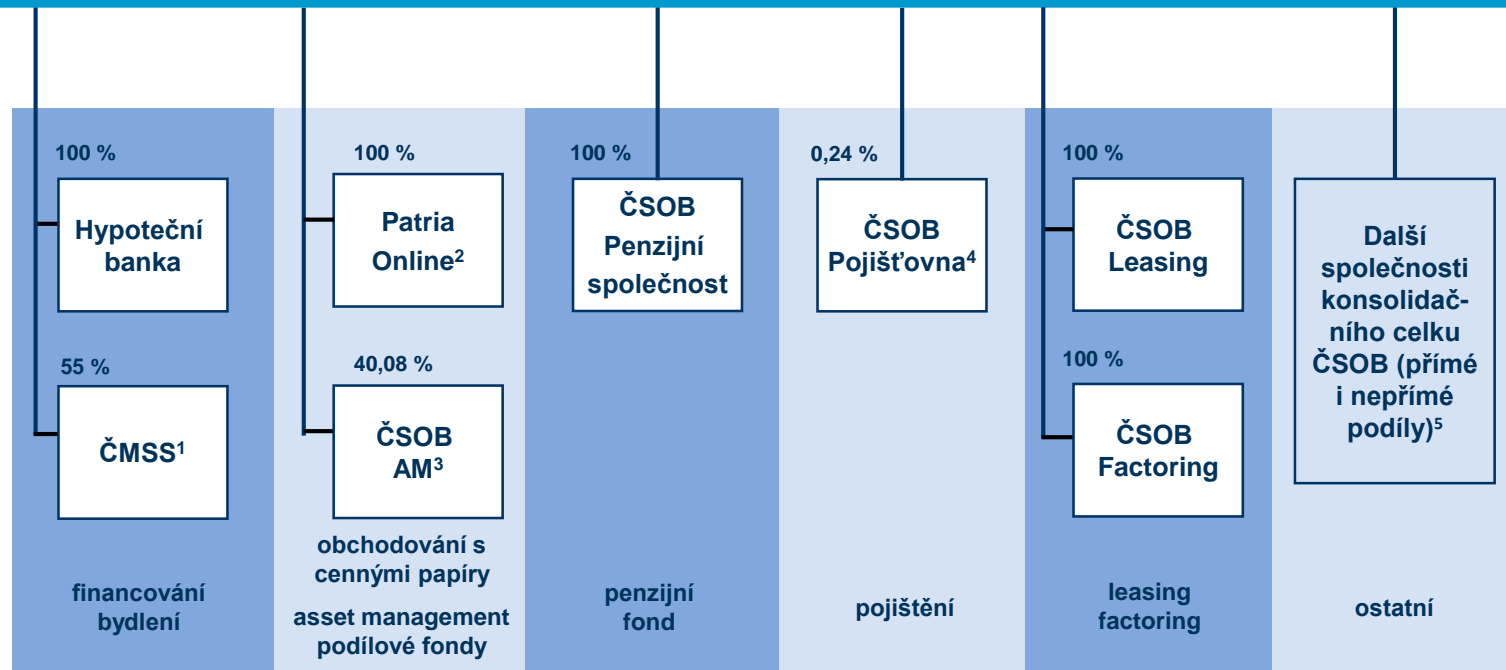 100 %
Hypoteční
banka
55 %
ČMSS¹
financování
bydlení
100 %
Patria
Online²
40,08 %
ČSOB
AM³
obchodování s
cennými papíry
asset management
podílové fondy
100 %
ČSOB
Penzijní
společnost
penzijní
fond
0,24 %
ČSOB
Pojišťovna⁴
pojištění
100 %
ČSOB
Leasing
100 %
ČSOB
Factoring
leasing
factoring
Další
společnosti
konsolidač-
ního celku
ČSOB (přímé
i nepřímé
podíly)⁵
ostatní